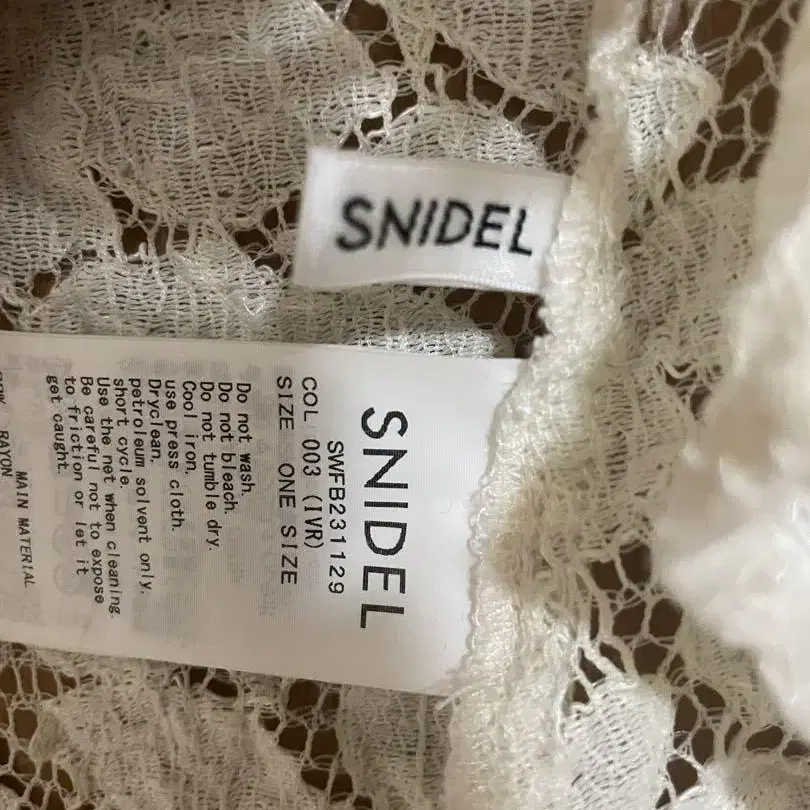 SNIDEL
SNIDEL
SWFB231129
COL 003 (IVR)
SIZE ONE SIZE
Do not wash.
Do not bleach.
Do not tumble dry.
Cool iron.
use press cloth.
Dryclean.
petroleum solvent only.
short cycle.
Use the net when cleaning.
Be careful not to expose
to friction or let it
get caught.
MAIN MATERIAL
RAYON